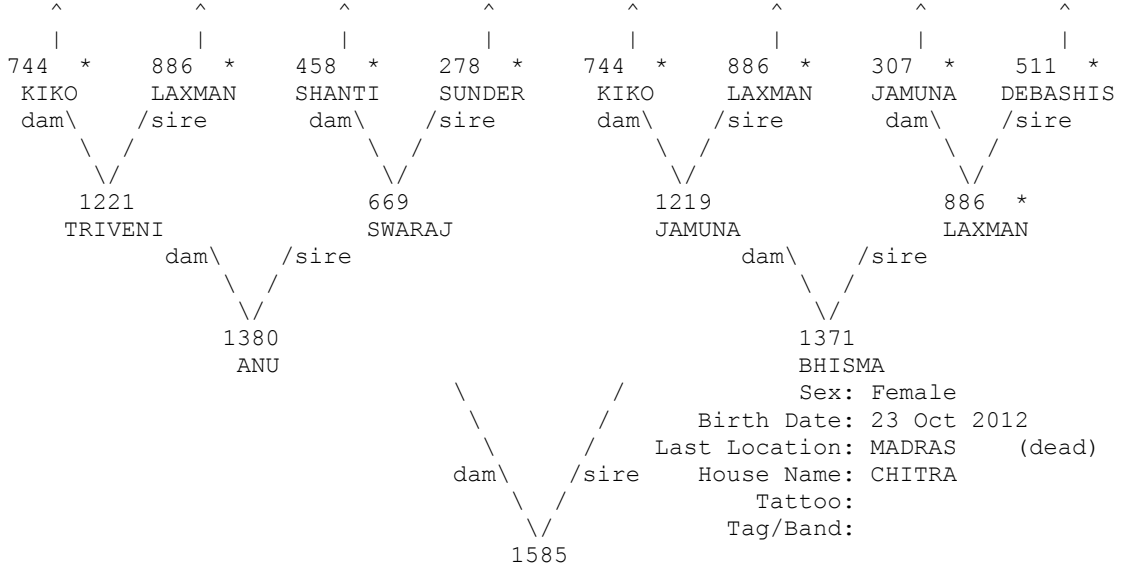 ^ ^ ^ ^ ^ ^ ^ ^
| | | | | | | |
744 * 886 * 458 * 278 * 744 * 886 * 307 * 511 *
KIKO LAXMAN SHANTI SUNDER KIKO LAXMAN JAMUNA DEBASHIS
dam\ /sire dam\ /sire dam\ /sire dam\ /sire
\ / \ / \ / \ /
\/ \/ \/ \/
1221 669 1219 886 *
TRIVENI SWARAJ JAMUNA LAXMAN
dam\ /sire dam\ /sire
\ / \ /
\/ \/
1380 1371
ANU BHISMA
\ / Sex: Female
\ / Birth Date: 23 Oct 2012
\ / Last Location: MADRAS (dead)
dam\ /sire House Name: CHITRA
\ / Tattoo:
\/ Tag/Band:
1585